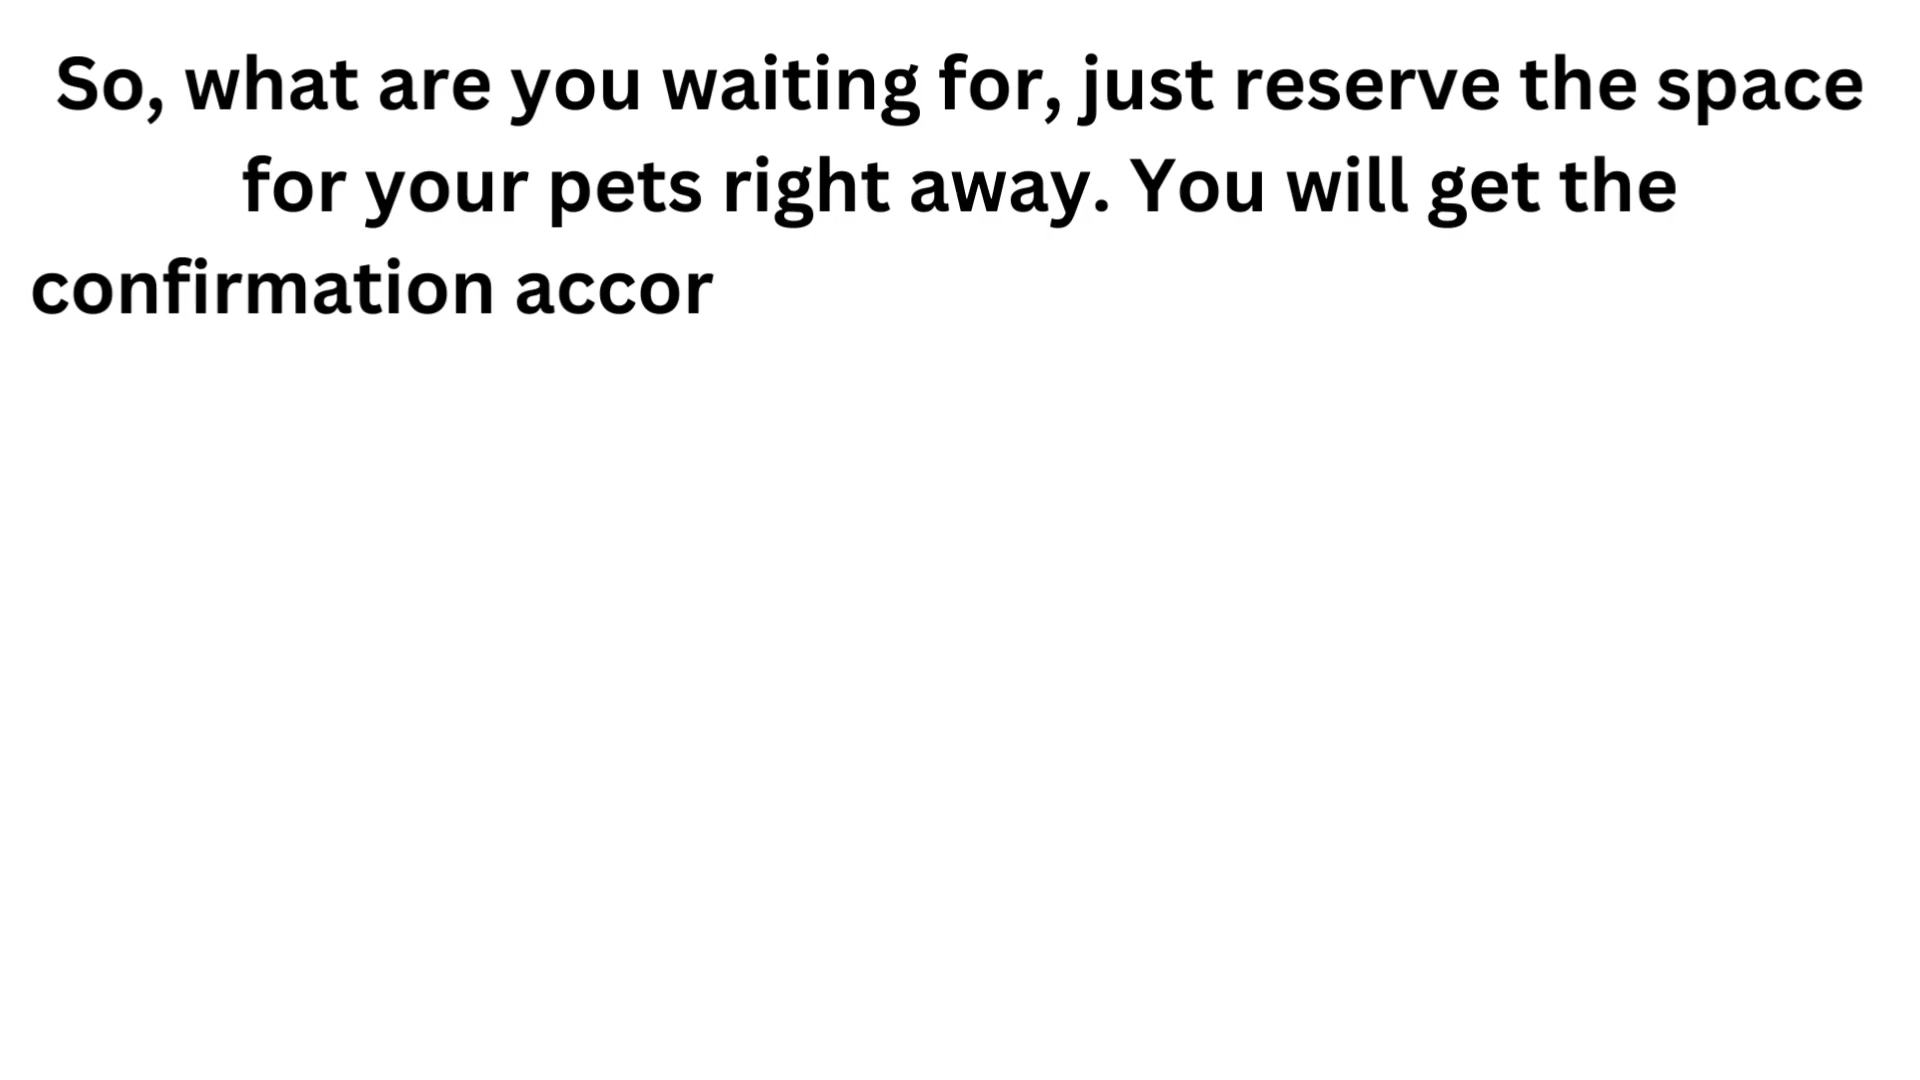 So, what are you waiting for, just reserve the space
for your pets right away. You will get the
confirmation accor